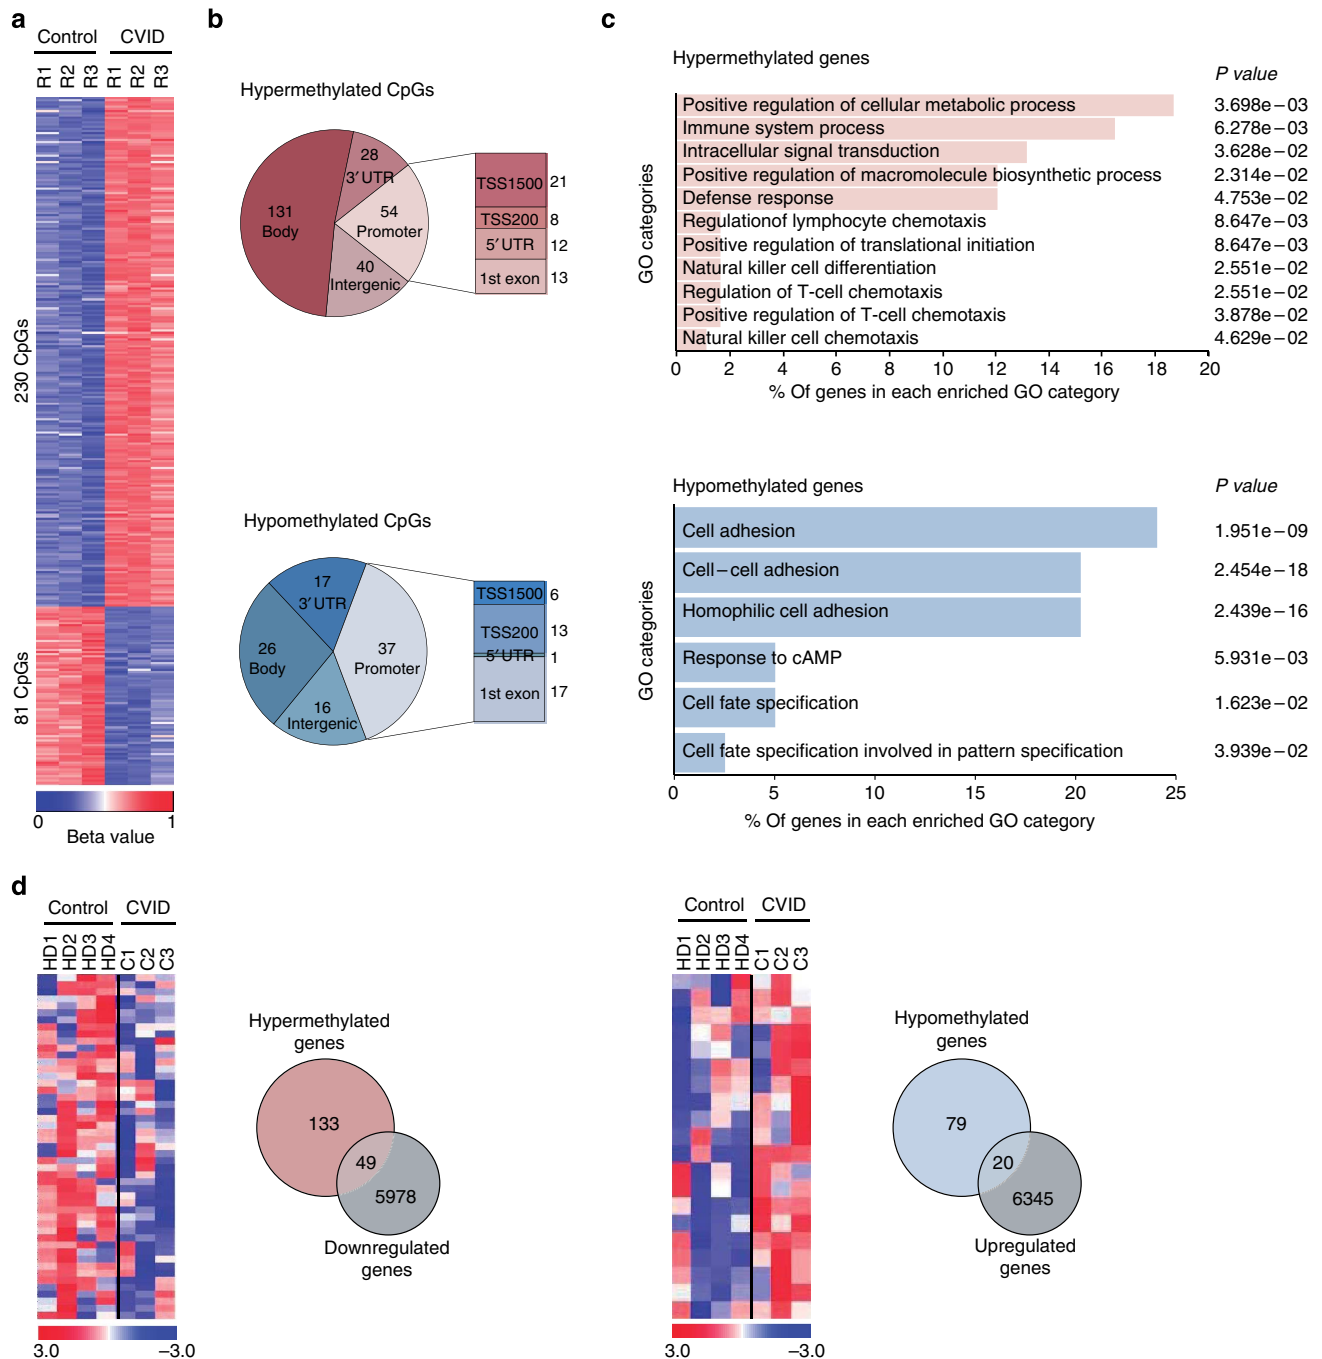 a
Control CVID
R1 R2 R3 R1 R2 R3
230 CpGs
81 CpGs
0 1
Beta value
b
Hypermethylated CpGs
28
3′ UTR
131
Body
54
Promoter
40
Intergenic
TSS1500 21
TSS200 8
5′ UTR 12
1st exon 13
Hypomethylated CpGs
17
3′ UTR
26
Body
37
Promoter
16
Intergenic
TSS1500 6
TSS200 13
5′ UTR 1
1st exon 17
c
Hypermethylated genes
P value
GO categories
Positive regulation of cellular metabolic process 3.698e−03
Immune system process 6.278e−03
Intracellular signal transduction 3.628e−02
Positive regulation of macromolecule biosynthetic process 2.314e−02
Defense response 4.753e−02
Regulationof lymphocyte chemotaxis 8.647e−03
Positive regulation of translational initiation 8.647e−03
Natural killer cell differentiation 2.551e−02
Regulation of T-cell chemotaxis 2.551e−02
Positive regulation of T-cell chemotaxis 3.878e−02
Natural killer cell chemotaxis 4.629e−02
0 2 4 6 8 10 12 14 16 18 20
% Of genes in each enriched GO category
Hypomethylated genes
P value
GO categories
Cell adhesion 1.951e−09
Cell−cell adhesion 2.454e−18
Homophilic cell adhesion 2.439e−16
Response to cAMP 5.931e−03
Cell fate specification 1.623e−02
Cell fate specification involved in pattern specification 3.939e−02
0 5 10 15 20 25
% Of genes in each enriched GO category
d
Control CVID
HD1 HD2 HD3 HD4 C1 C2 C3
3.0 −3.0
Hypermethylated
genes
133
49
5978
Downregulated
genes
Control CVID
HD1 HD2 HD3 HD4 C1 C2 C3
3.0 −3.0
Hypomethylated
genes
79
20
6345
Upregulated
genes